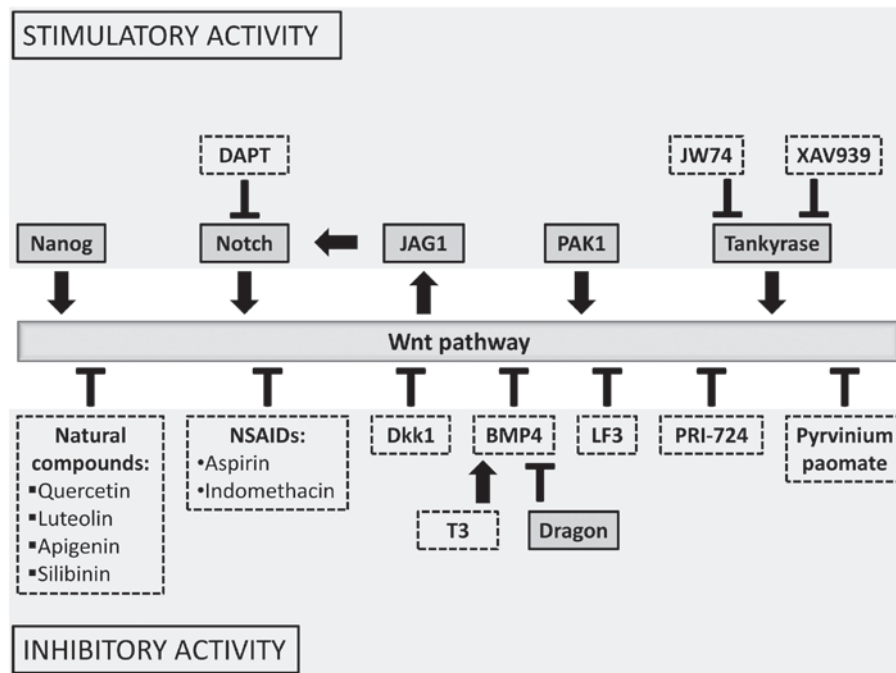 STIMULATORY ACTIVITY
DAPT
JW74
XAV939
Nanog
Notch
JAG1
PAK1
Tankyrase
Wnt pathway
Natural
compounds:
▪Quercetin
▪Luteolin
▪Apigenin
▪Silibinin
NSAIDs:
•Aspirin
•Indomethacin
Dkk1
BMP4
LF3
PRI-724
Pyrvinium
paomate
T3
Dragon
INHIBITORY ACTIVITY